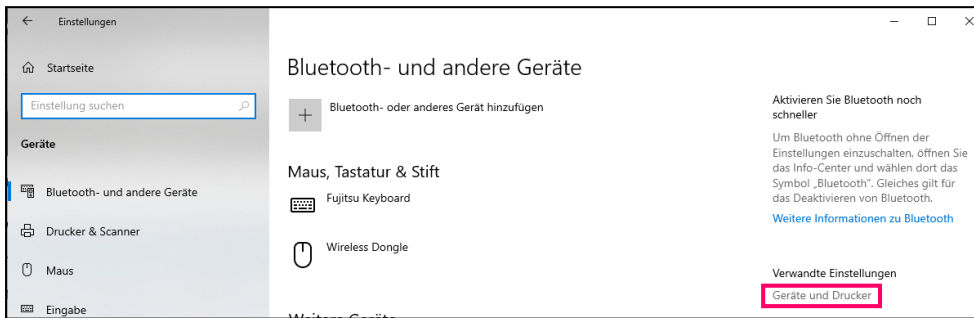 Einstellungen
Startseite
Einstellung suchen
Geräte
Bluetooth- und andere Geräte
Drucker & Scanner
Maus
Eingabe
Bluetooth- und andere Geräte
Bluetooth- oder anderes Gerät hinzufügen
Maus, Tastatur & Stift
Fujitsu Keyboard
Wireless Dongle
Weitere Geräte
Aktivieren Sie Bluetooth noch
schneller
Um Bluetooth ohne Öffnen der
Einstellungen einzuschalten, öffnen Sie
das Info-Center und wählen dort das
Symbol „Bluetooth“. Gleiches gilt für
das Deaktivieren von Bluetooth.
Weitere Informationen zu Bluetooth
Verwandte Einstellungen
Geräte und Drucker